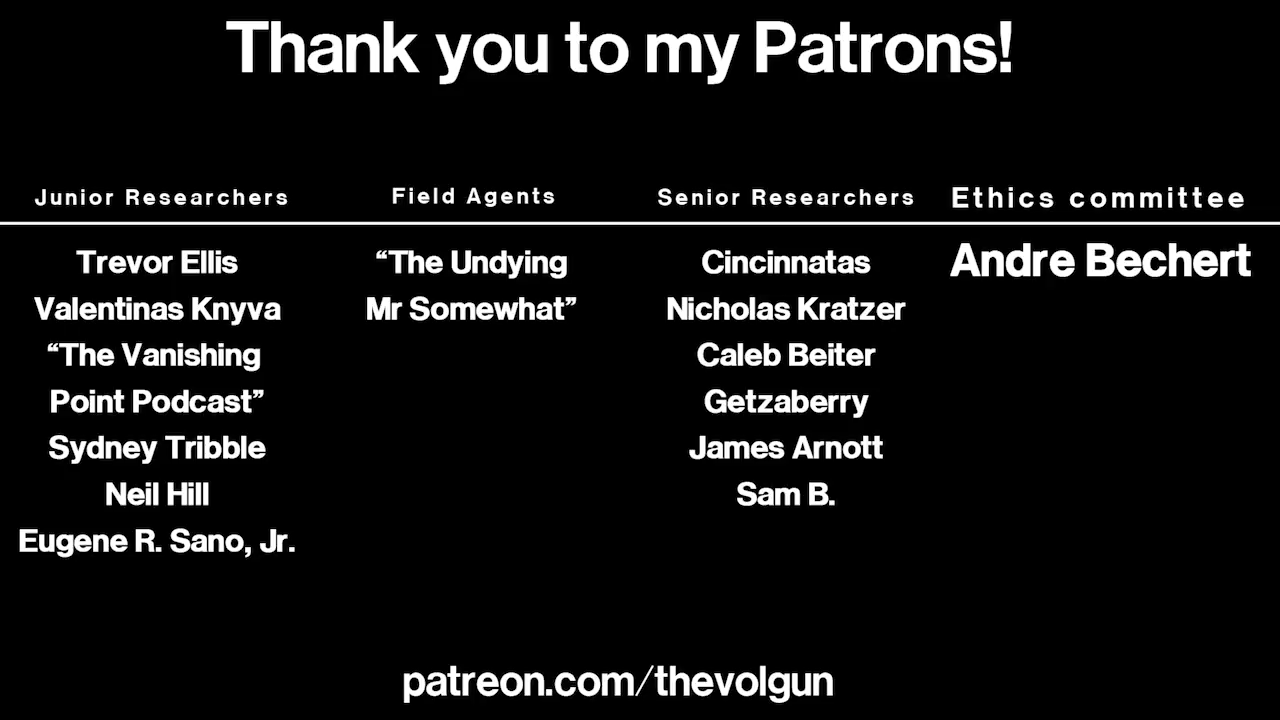 Thank you to my Patrons!
Junior Researchers
Trevor Ellis
Valentinas Knyva
“The Vanishing
Point Podcast”
Sydney Tribble
Neil Hill
Eugene R. Sano, Jr.
Field Agents
“The Undying
Mr Somewhat”
Senior Researchers
Cincinnatas
Nicholas Kratzer
Caleb Beiter
Getzaberry
James Arnott
Sam B.
Ethics committee
Andre Bechert
patreon.com/thevolgun